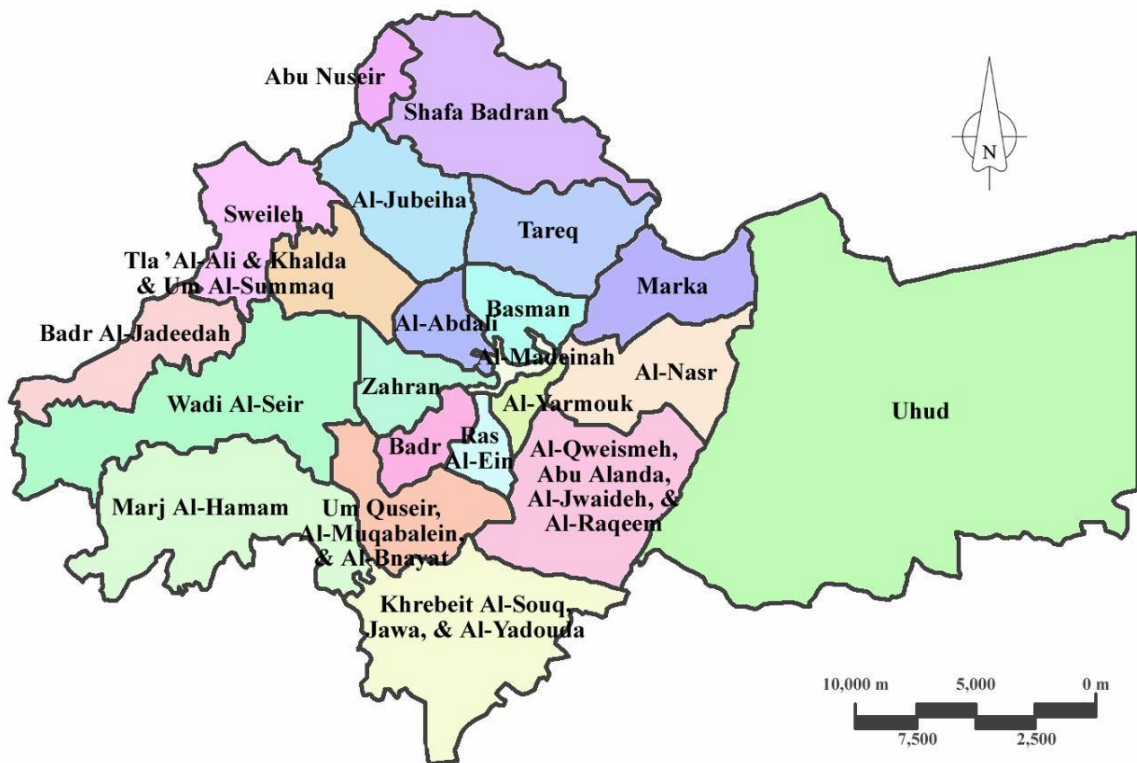 Abu Nuseir
Shafa Badran
Al-Jubeiha
Sweileh
Tareq
Tla 'Al-Ali & Khalda
& Um Al-Summaq
Marka
Basman
Al-Abdali
Badr Al-Jadeedah
Al-Madeinah
Al-Nasr
Zahran
Al-Yarmouk
Wadi Al-Seir
Uhud
Badr
Ras
Al-Ein
Al-Qweismeh,
Abu Alanda,
Al-Jwaideh, &
Al-Raqeem
Marj Al-Hamam
Um Quseir,
Al-Muqabalein,
& Al-Bnayat
Khrebeit Al-Souq,
Jawa, & Al-Yadouda
N
10,000 m 5,000 0 m
7,500 2,500